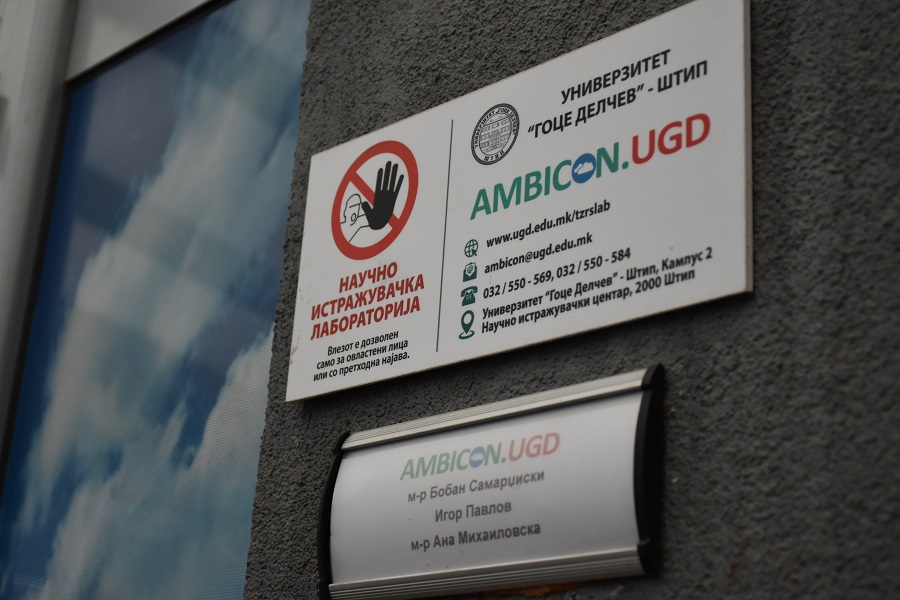 НАУЧНО
ИСТРАЖУВАЧКА
ЛАБОРАТОРИЈА
Влезот е дозволен
само за овластени лица
или со претходна најава.
УНИВЕРЗИТЕТ
"ГОЦЕ ДЕЛЧЕВ" - ШТИП
AMBICON.UGD
www.ugd.edu.mk/tzrslab
ambicon@ugd.edu.mk
032 / 550 - 569, 032 / 550 - 584
Универзитет "Гоце Делчев" - Штип, Кампус 2
Научно истражувачки центар, 2000 Штип
AMBICON.UGD
м-р Бобан Самарџиски
Игор Павлов
м-р Ана Михаиловска